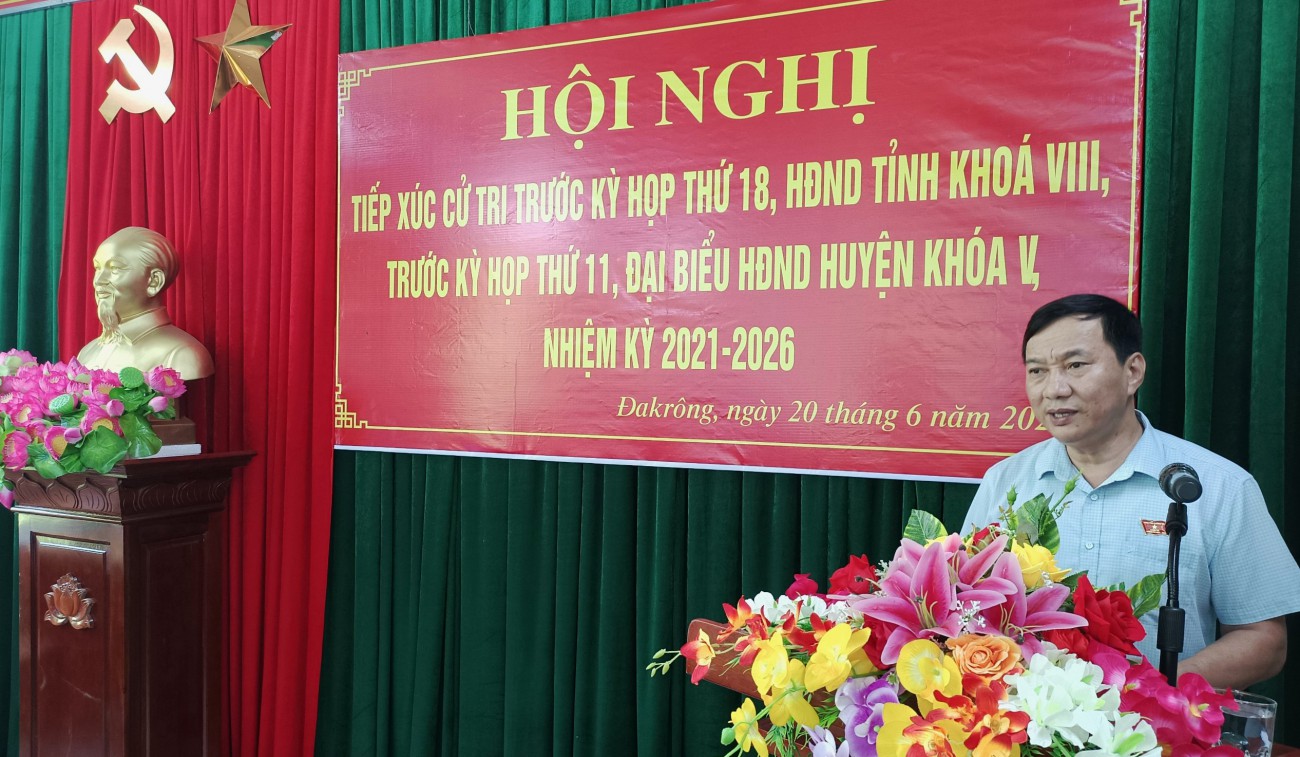 HỘI NGHỊ
TIẾP XÚC CỬ TRI TRƯỚC KỲ HỌP THỨ 18, HĐND TỈNH KHOÁ VIII,
TRƯỚC KỲ HỌP THỨ 11, ĐẠI BIỂU HĐND HUYỆN KHÓA V,
NHIỆM KỲ 2021-2026
Đakrông, ngày 20 tháng 6 năm